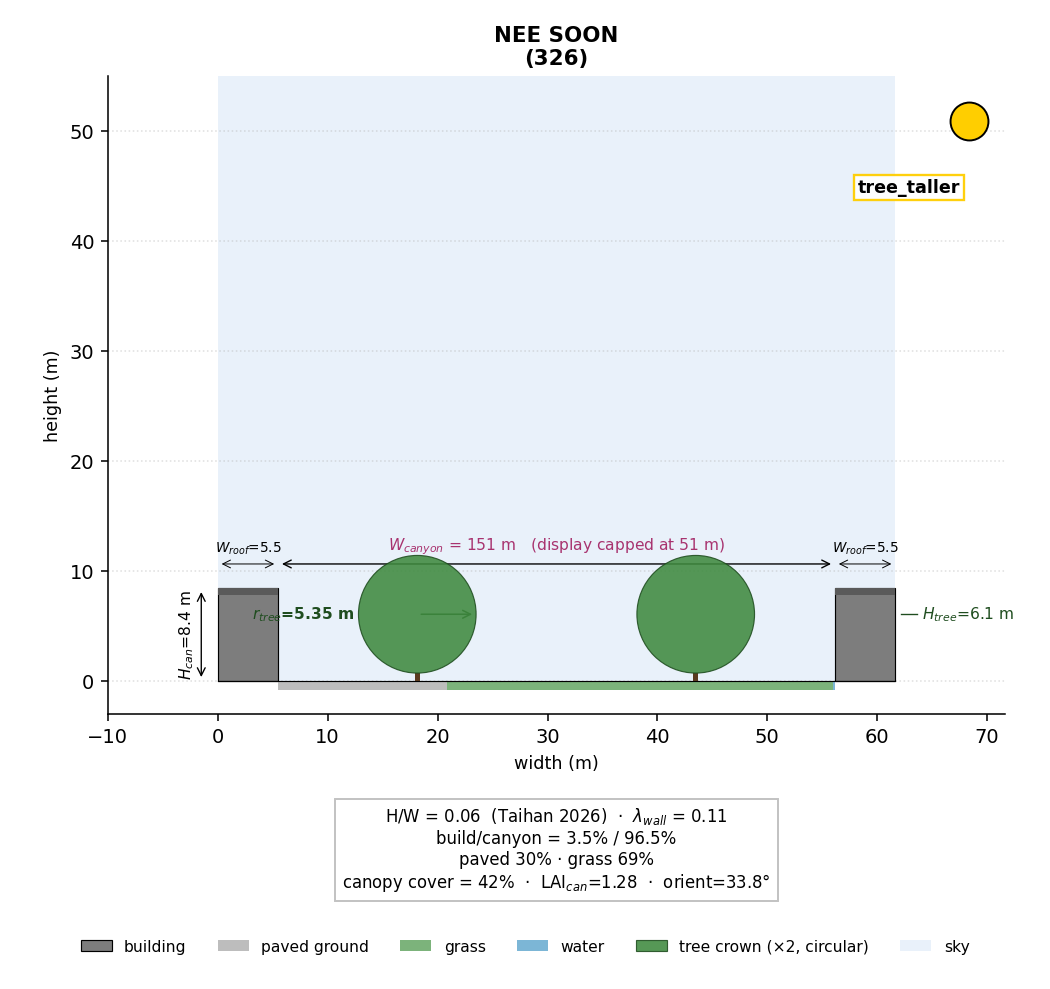 NEE SOON
(326)
50
40
30
20
10
0
height (m)
tree_taller
W_roof=5.5
W_canyon = 151 m (display capped at 51 m)
W_roof=5.5
H_can=8.4 m
r_tree=5.35 m
H_tree=6.1 m
−10 0 10 20 30 40 50 60 70
width (m)
H/W = 0.06 (Taihan 2026) · λ_wall = 0.11
build/canyon = 3.5% / 96.5%
paved 30% · grass 69%
canopy cover = 42% · LAI_can=1.28 · orient=33.8°
building paved ground grass water tree crown (×2, circular) sky